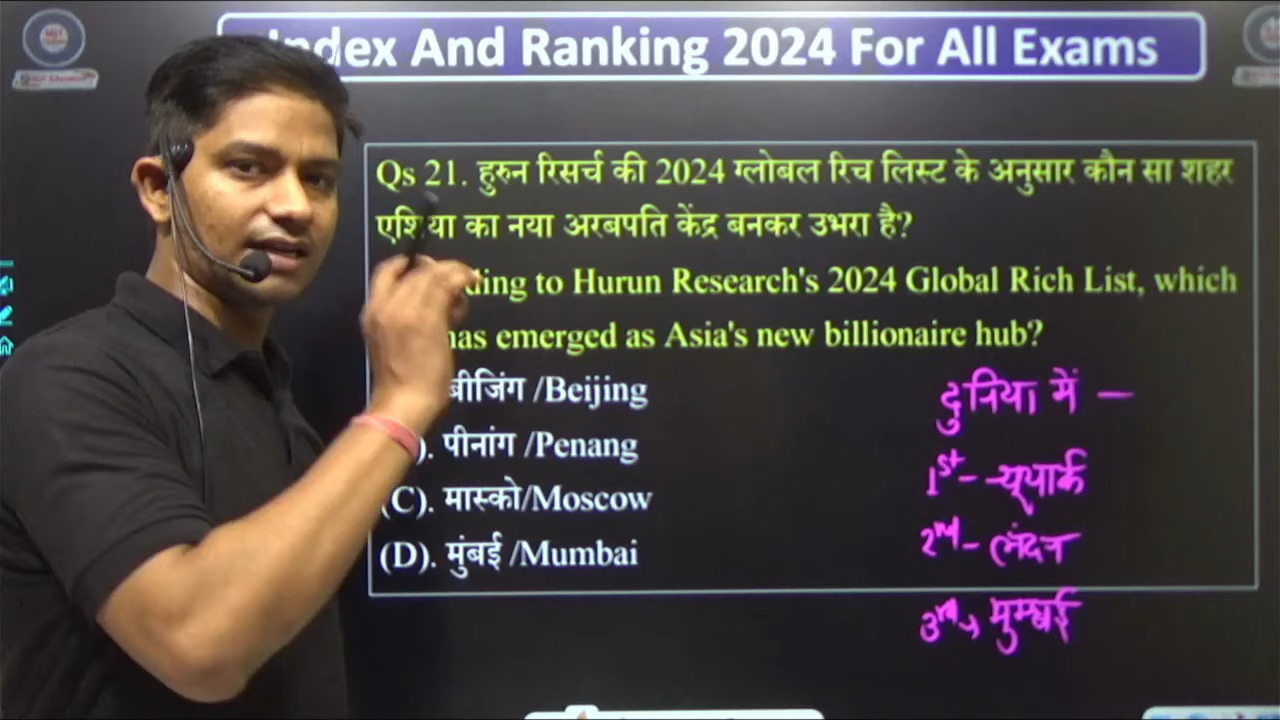 Index And Ranking 2024 For All Exams
Qs 21. हुरुन रिसर्च की 2024 ग्लोबल रिच लिस्ट के अनुसार कौन सा शहर
एशिया का नया अरबपति केंद्र बनकर उभरा है?
ding to Hurun Research's 2024 Global Rich List, which
has emerged as Asia's new billionaire hub?
बीजिंग /Beijing
). पीनांग /Penang
(C). मास्को/Moscow
(D). मुंबई /Mumbai
दुनिया में –
1st - न्यूयार्क
2nd - लंदन
3rd → मुम्बई